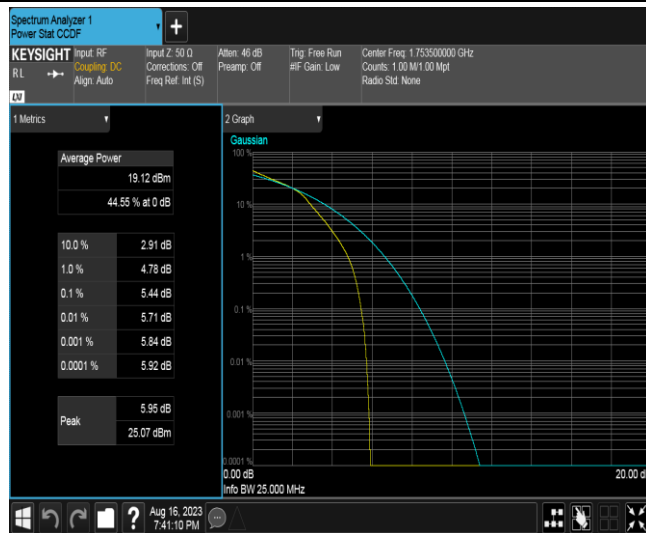 Spectrum Analyzer 1
Power Stat CCDF
+
KEYSIGHT
RL
Input: RF
Coupling: DC
Align: Auto
Input Z: 50 Ω
Corrections: Off
Freq Ref: Int (S)
Atten: 46 dB
Preamp: Off
Trig: Free Run
#IF Gain: Low
Center Freq: 1.753500000 GHz
Counts: 1.00 M/1.00 Mpt
Radio Std: None
1 Metrics
Average Power
19.12 dBm
44.55 % at 0 dB
10.0 % 2.91 dB
1.0 % 4.78 dB
0.1 % 5.44 dB
0.01 % 5.71 dB
0.001 % 5.84 dB
0.0001 % 5.92 dB
Peak
5.95 dB
25.07 dBm
2 Graph
Gaussian
100 %
10 %
1 %
0.1 %
0.01 %
0.001 %
0.0001 %
0.00 dB
20.00 d
Info BW 25.000 MHz
?
Aug 16, 2023
7:41:10 PM